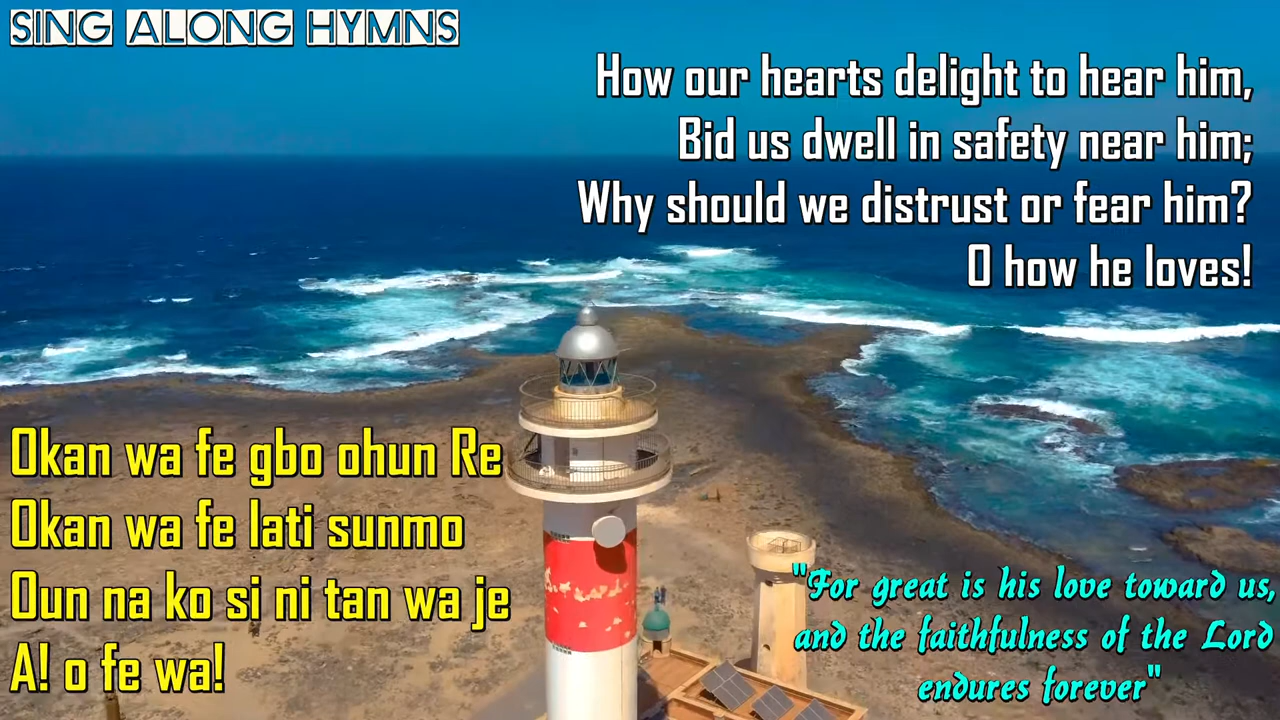 SING ALONG HYMNS
How our hearts delight to hear him,
Bid us dwell in safety near him;
Why should we distrust or fear him?
O how he loves!
Okan wa fe gbo ohun Re
Okan wa fe lati sunmo
Oun na ko si ni tan wa je
A! o fe wa!
"For great is his love toward us,
and the faithfulness of the Lord
endures forever"